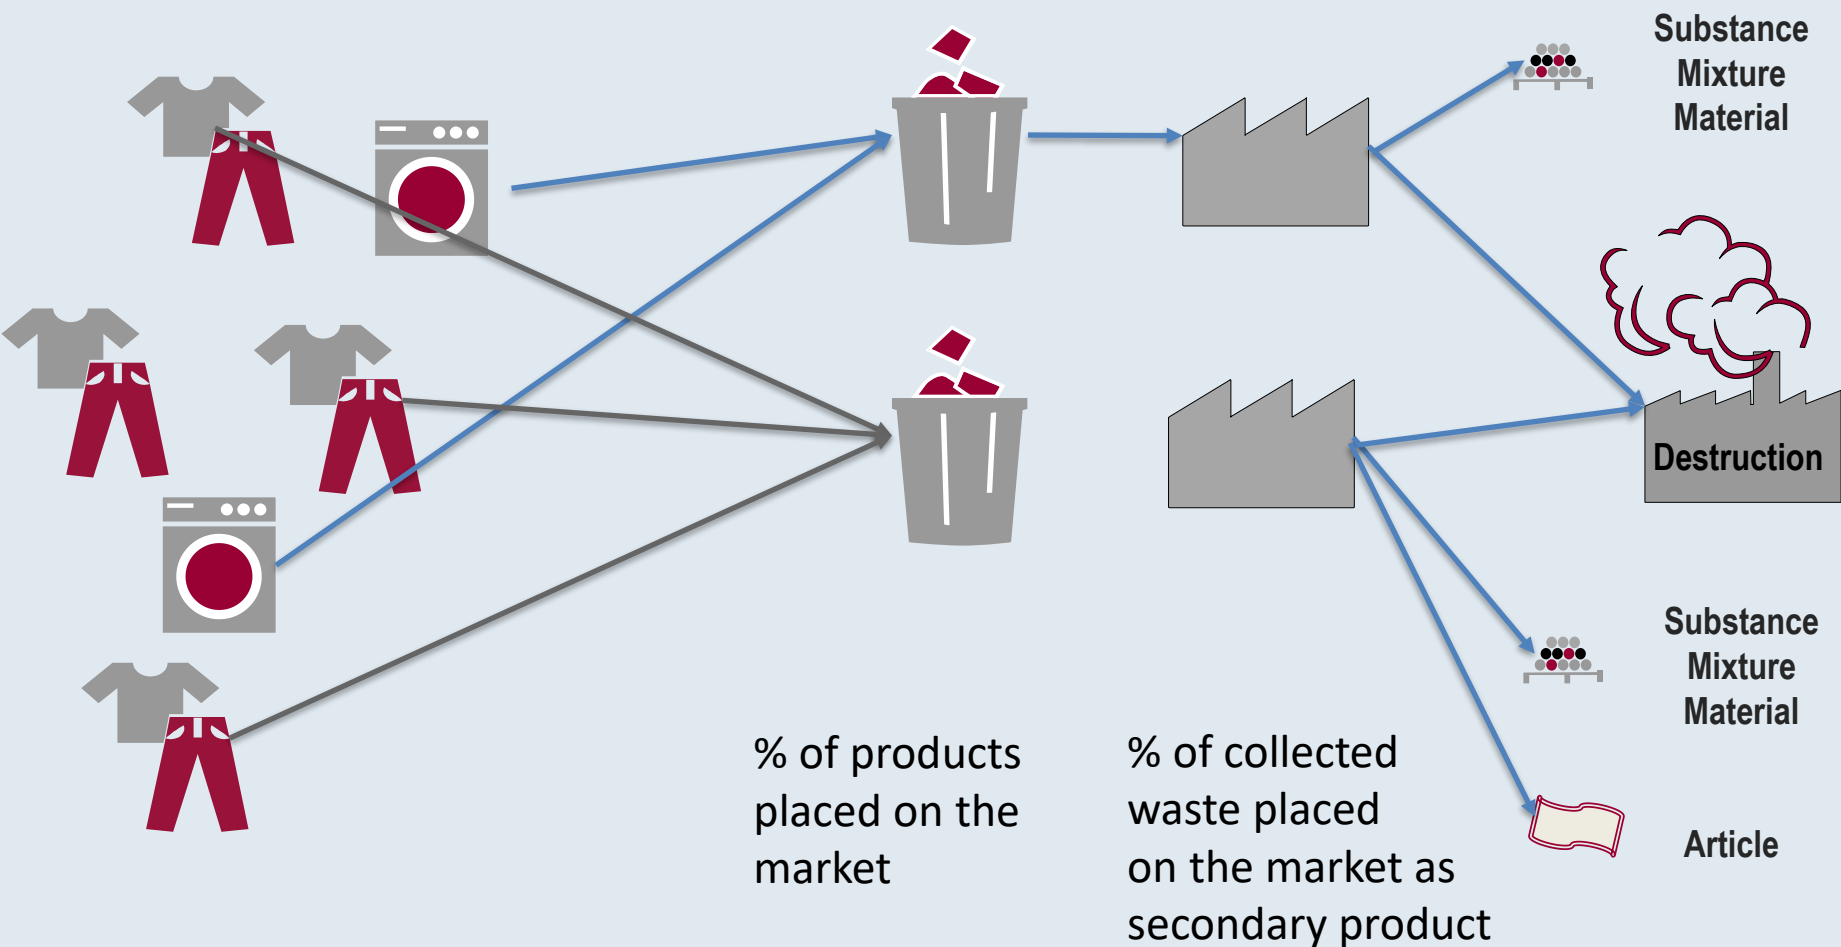 Substance
Mixture
Material
Destruction
Substance
Mixture
Material
Article
% of products
placed on the
market
% of collected
waste placed
on the market as
secondary product